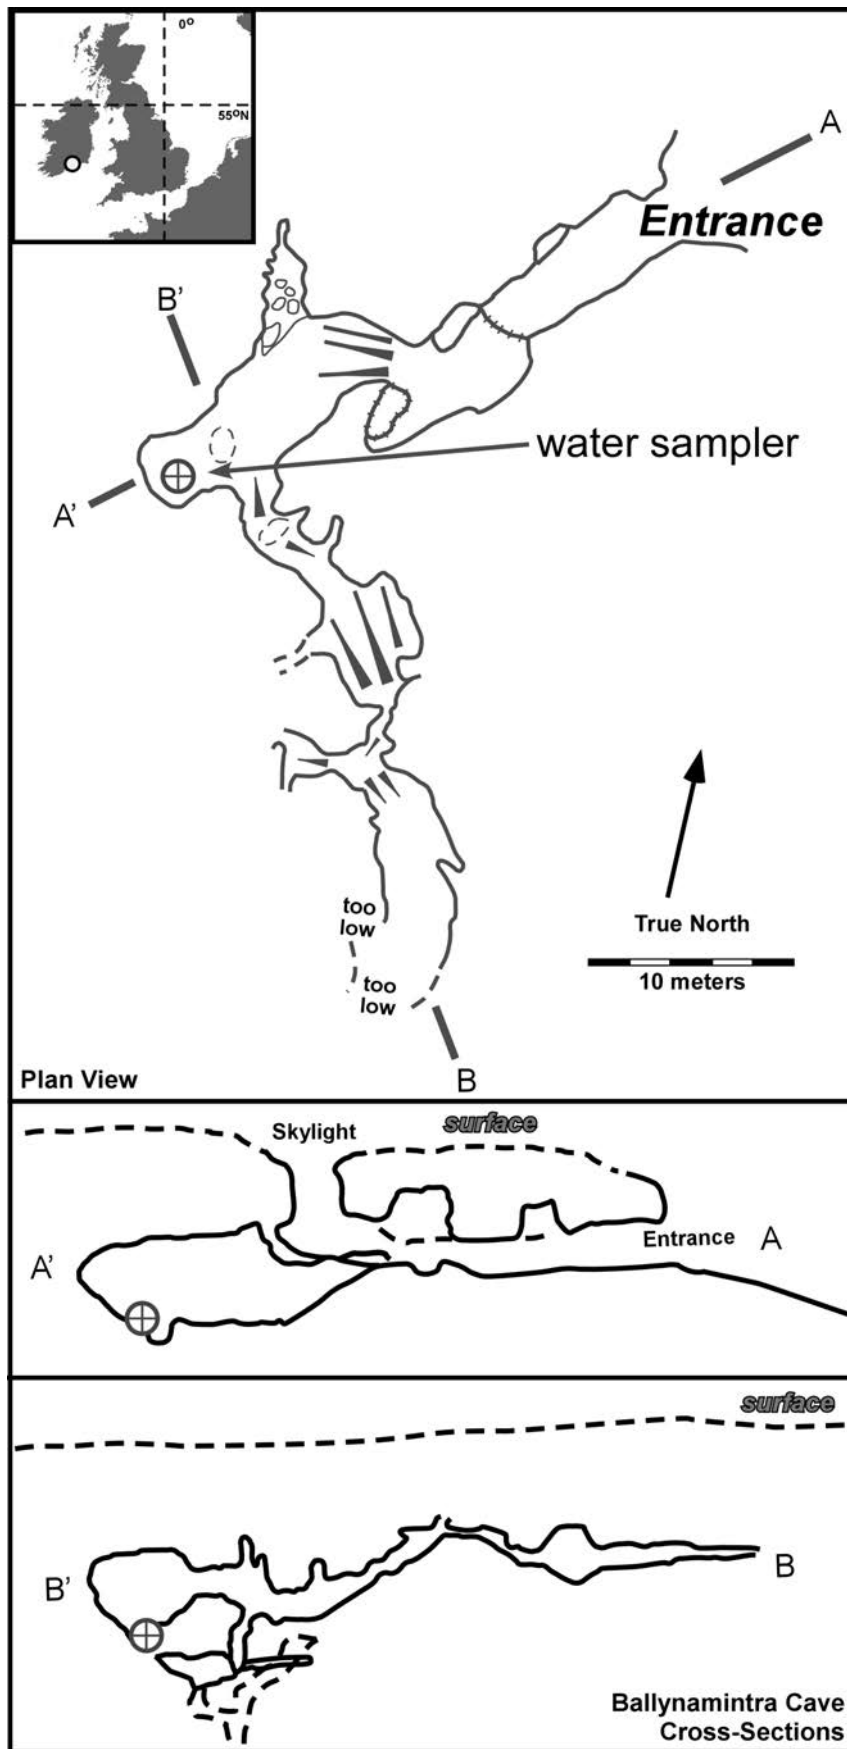 0°
55°N
A
Entrance
B'
water sampler
A'
too
low
True North
too
low
10 meters
Plan View
B
Skylight
surface
Entrance
A
A'
surface
B'
B
Ballynamintra Cave
Cross-Sections